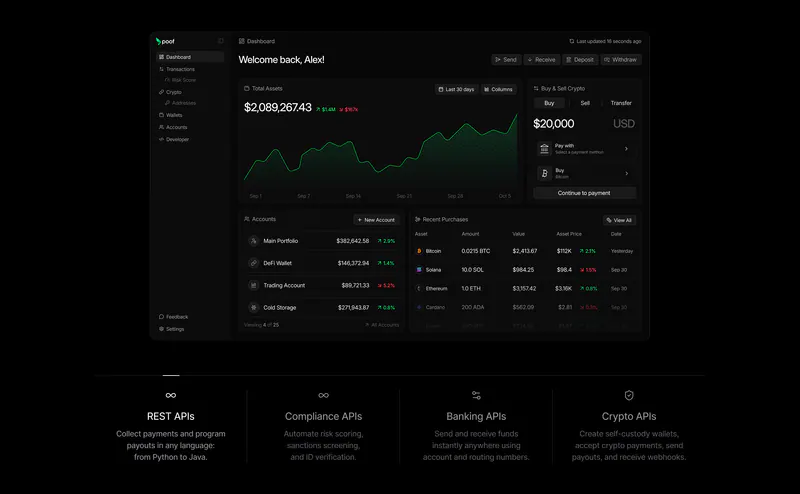 poof
Dashboard
Transactions
Risk Score
Crypto
Addresses
Wallets
Accounts
Developer
Feedback
Settings
Dashboard
Last updated 16 seconds ago
Welcome back, Alex!
Send
Receive
Deposit
Withdraw
Total Assets
Last 30 days
Columns
$2,089,267.43 $1.4M $167k
Sep 1 Sep 7 Sep 14 Sep 28 Oct 5
Buy & Sell Crypto
Buy
Sell
Transfer
$20,000 USD
Pay with
Select a payment method
Buy
Bitcoin
Continue to payment
Accounts
New Account
Main Portfolio $382,642.58 2.9%
DeFi Wallet $146,372.94 1.4%
Trading Account $89,721.33 5.2%
Cold Storage $271,943.87 0.8%
Viewing 4 of 25 All Accounts
Recent Purchases
View All
Asset Amount Value Asset Price Date
Bitcoin 0.0215 BTC $2,413.67 $112K 2.1% Yesterday
Solana 10.0 SOL $984.25 $98.4 1.5% Sep 30
Ethereum 1.0 ETH $3,157.42 $3,16K 0.8% Sep 30
Cardano 200 ADA $562.09 $2.81 Sep 30
REST APIs
Collect payments and program
payouts in any language:
from Python to Java.
Compliance APIs
Automate risk scoring,
sanctions screening,
and ID verification.
Banking APIs
Send and receive funds
instantly anywhere using
account and routing numbers.
Crypto APIs
Create self-custody wallets,
accept crypto payments, send
payouts, and receive webhooks.